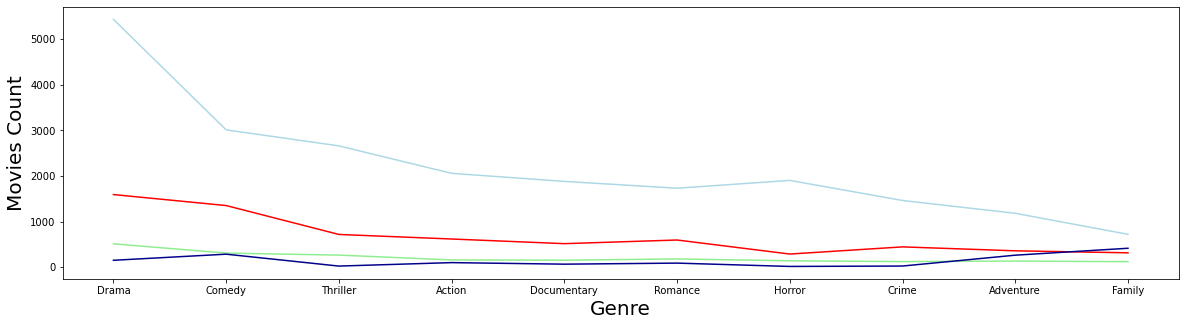 Movies Count
5000
4000
3000
2000
1000
0
Drama Comedy Thriller Action Documentary Romance Horror Crime Adventure Family
Genre